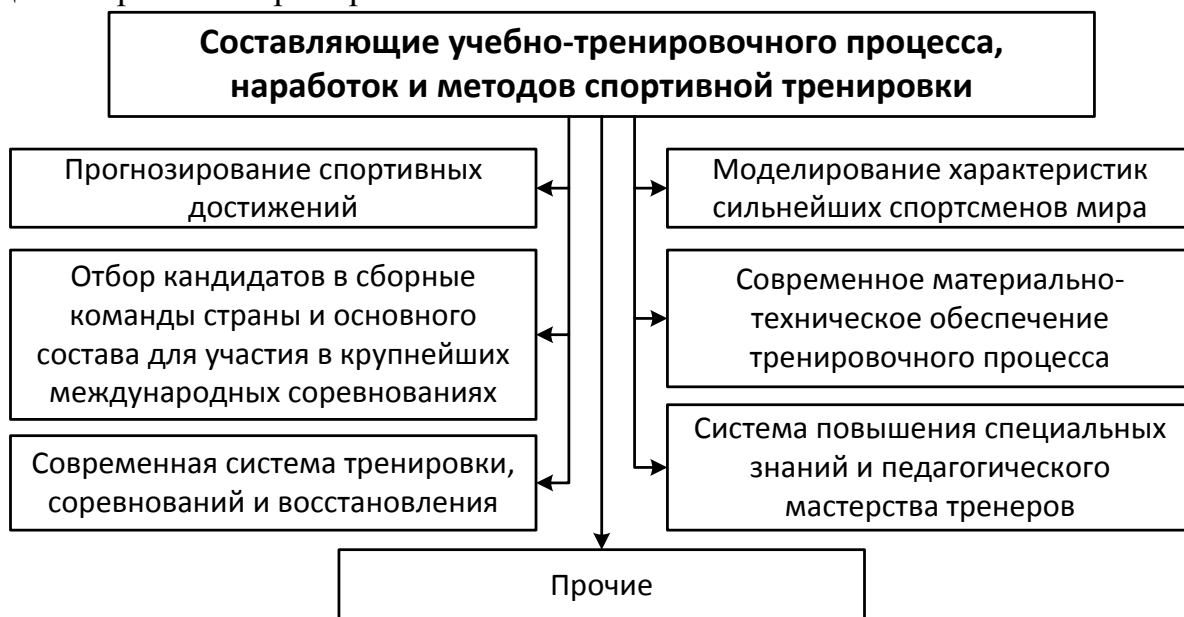 Составляющие учебно-тренировочного процесса,
наработок и методов спортивной тренировки
Прогнозирование спортивных
достижений
Моделирование характеристик
сильнейших спортсменов мира
Отбор кандидатов в сборные
команды страны и основного
состава для участия в крупнейших
международных соревнованиях
Современное материально-
техническое обеспечение
тренировочного процесса
Современная система тренировки,
соревнований и восстановления
Система повышения специальных
знаний и педагогического
мастерства тренеров
Прочие